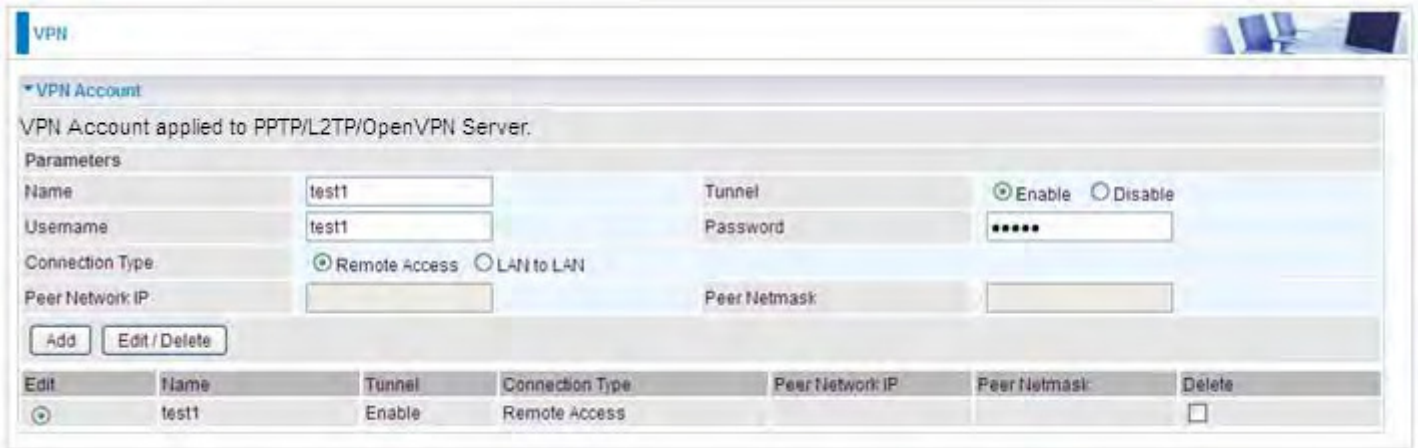 VPN
VPN Account
VPN Account applied to PPTP/L2TP/OpenVPN Server.
Parameters
Name test1 Tunnel Enable Disable
Username test1 Password •••••
Connection Type Remote Access LAN to LAN
Peer Network IP Peer Netmask
Add Edit / Delete
Edit Name Tunnel Connection Type Peer Network IP Peer Netmask Delete
test1 Enable Remote Access